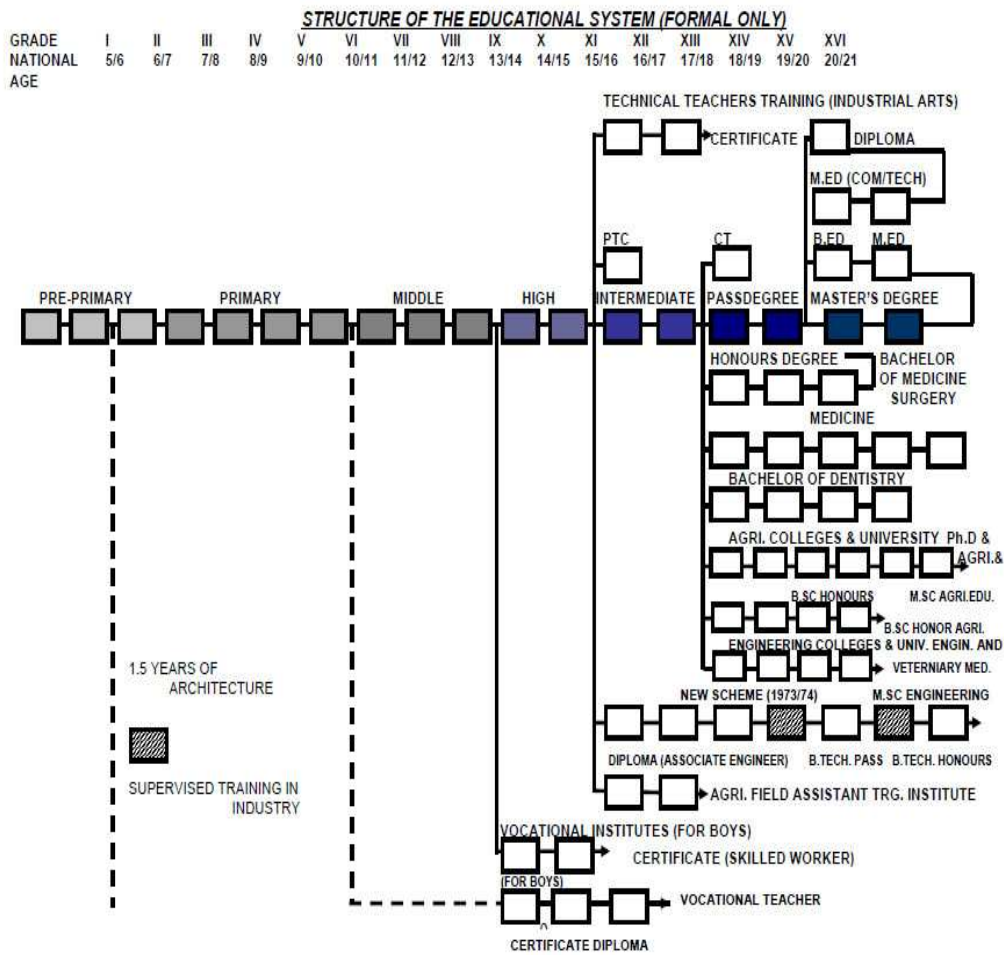 STRUCTURE OF THE EDUCATIONAL SYSTEM (FORMAL ONLY)
GRADE I II III IV V VI VII VIII IX X XI XII XIII XIV XV XVI
NATIONAL 5/6 6/7 7/8 8/9 9/10 10/11 11/12 12/13 13/14 14/15 15/16 16/17 17/18 18/19 19/20 20/21
AGE
TECHNICAL TEACHERS TRAINING (INDUSTRIAL ARTS)
CERTIFICATE DIPLOMA
M.ED (COM/TECH)
PTC CT B.ED M.ED
PRE-PRIMARY PRIMARY MIDDLE HIGH INTERMEDIATE PASSDEGREE MASTER'S DEGREE
HONOURS DEGREE BACHELOR
OF MEDICINE
SURGERY
MEDICINE
BACHELOR OF DENTISTRY
AGRI. COLLEGES & UNIVERSITY Ph.D &
AGRI.&
B.SC HONOURS M.SC AGRI.EDU.
B.SC HONOR AGRI.
ENGINEERING COLLEGES & UNIV. ENGIN. AND
VETERNIARY MED.
1.5 YEARS OF
ARCHITECTURE
NEW SCHEME (1973/74) M.SC ENGINEERING
DIPLOMA (ASSOCIATE ENGINEER) B.TECH. PASS B.TECH. HONOURS
SUPERVISED TRAINING IN
INDUSTRY
AGRI. FIELD ASSISTANT TRG. INSTITUTE
VOCATIONAL INSTITUTES (FOR BOYS)
CERTIFICATE (SKILLED WORKER)
(FOR BOYS)
VOCATIONAL TEACHER
CERTIFICATE DIPLOMA